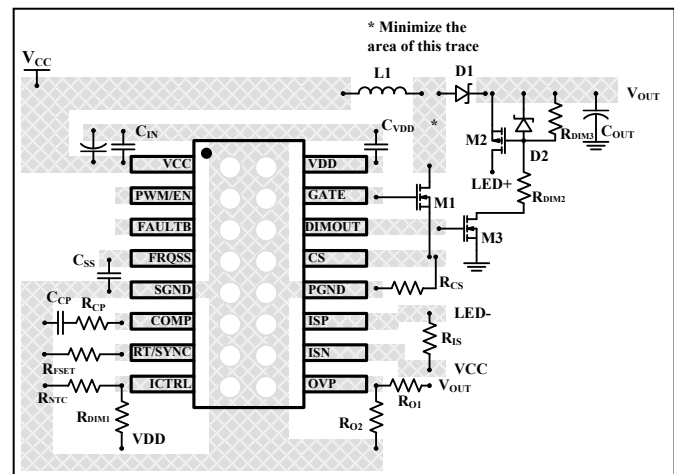 * Minimize the
area of this trace
VCC
L1
D1
VOUT
CIN
CVDD
*
M2
D2
RDIM3
COUT
VCC
VDD
LED+
PWM/EN
GATE
M1
RDIM2
FAULTB
DIMOUT
M3
FRQSS
CS
CSS
SGND
PGND
RCS
CCP
RCP
COMP
ISP
LED-
RIS
RT/SYNC
ISN
RFSET
VCC
ICTRL
OVP
RO1
VOUT
RNTC
RDIM1
RO2
VDD